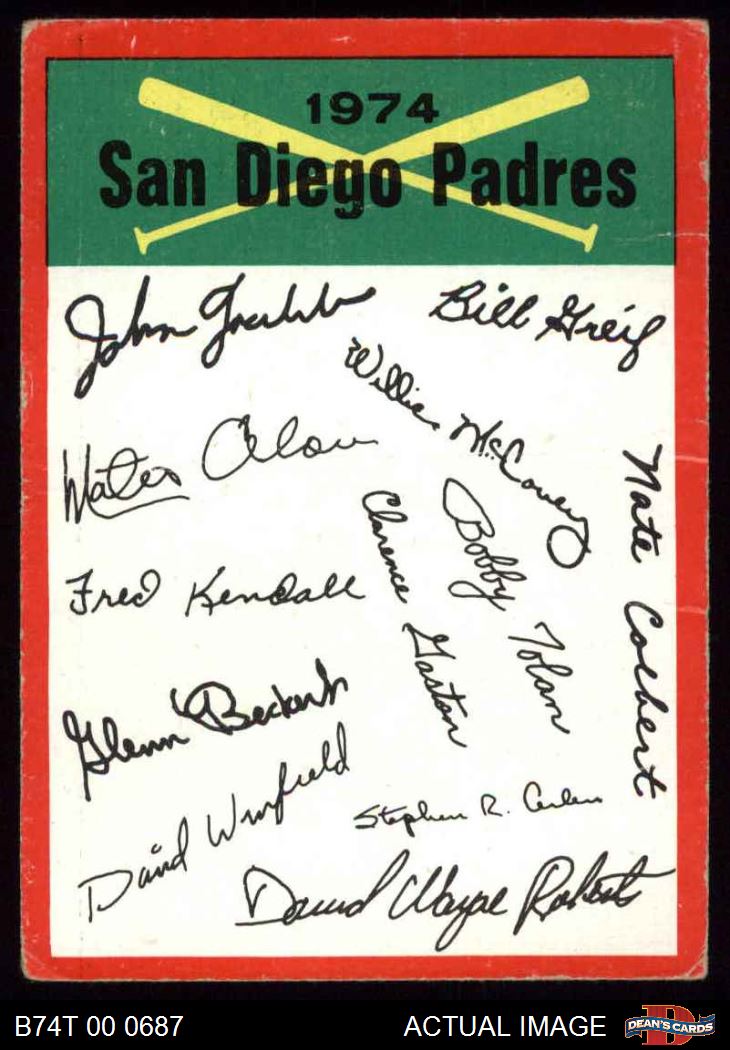 1974
San Diego Padres
John Grubb
Bill Greif
Willie McCovey
Mateo Alou
Nate Colbert
Clarence Gaston
Bobby Tolan
Fred Kendall
Glenn Beckert
David Winfield
Stephen R. Arlin
David Wayne Roberts
B74T 00 0687
ACTUAL IMAGE
D
DEAN'S CARDS